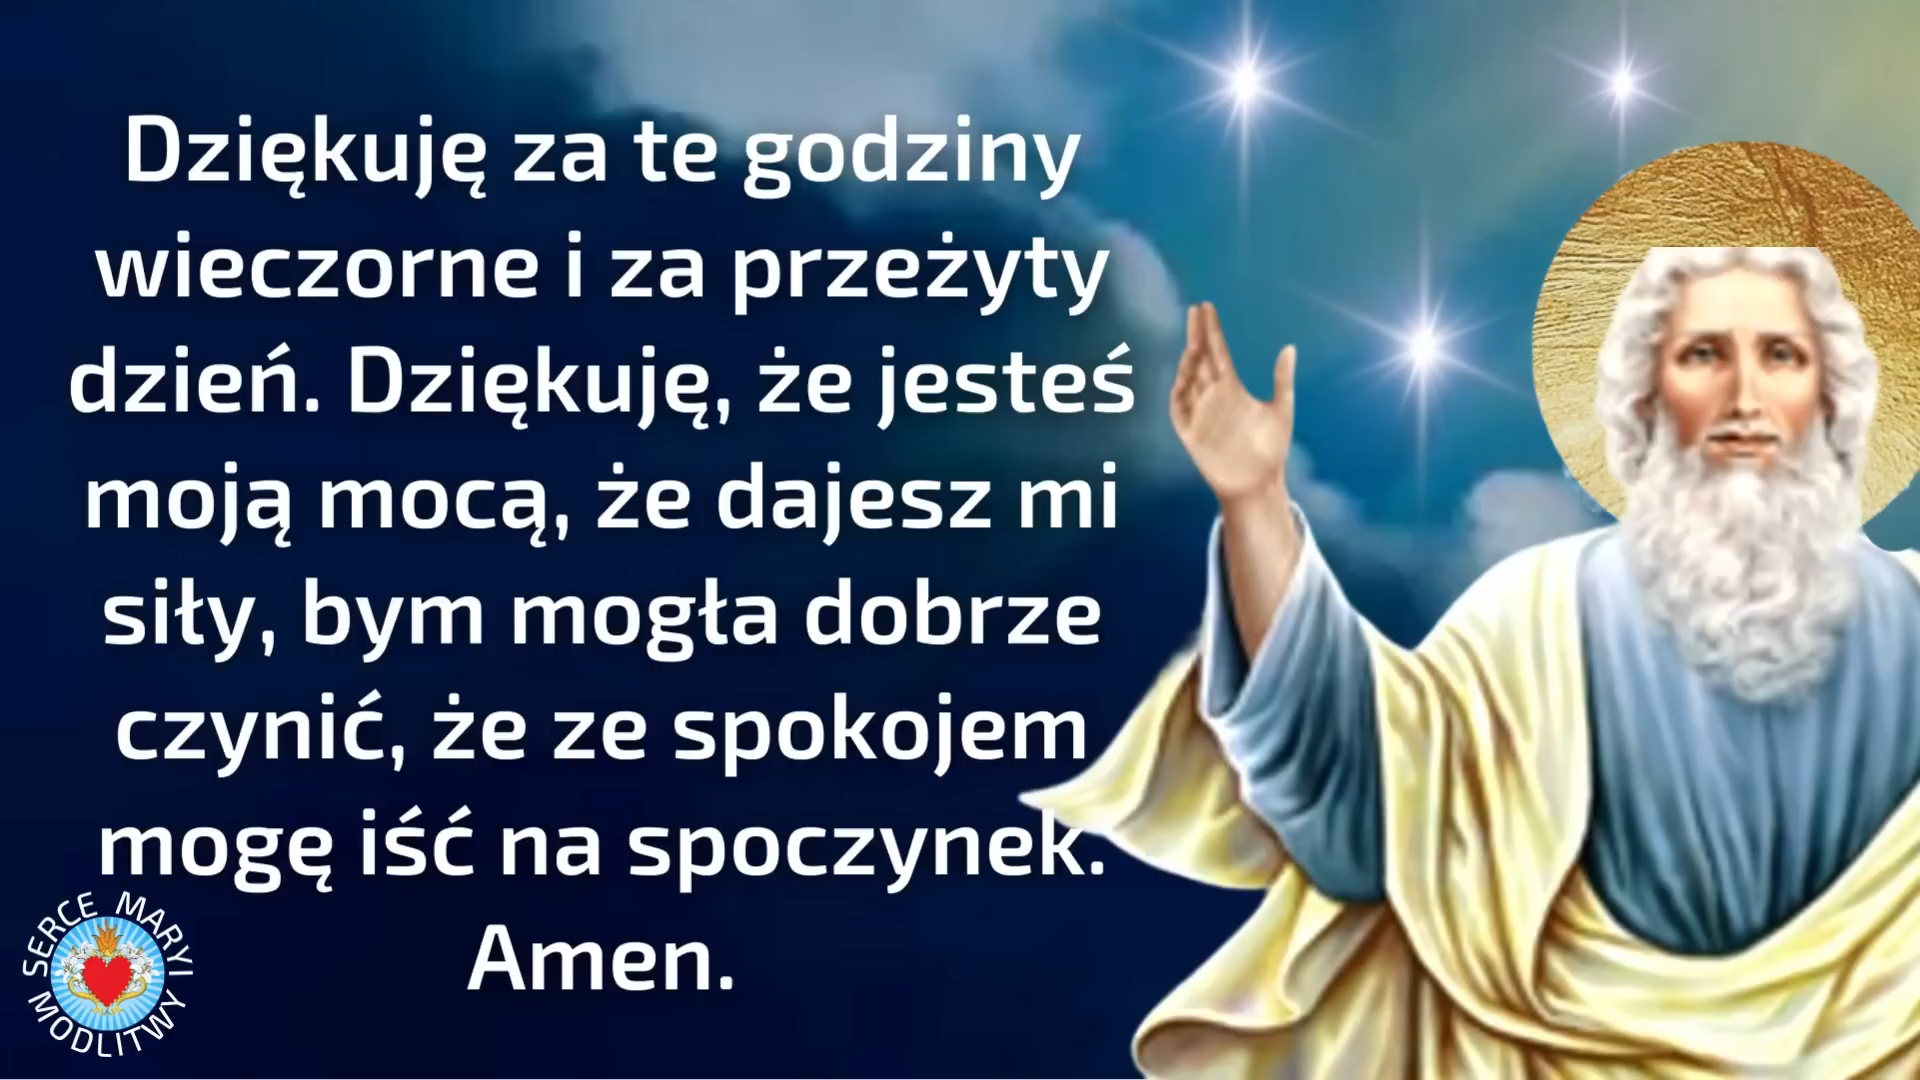 Dziękuję za te godziny
wieczorne i za przeżyty
dzień. Dziękuję, że jesteś
moją mocą, że dajesz mi
siły, bym mogła dobrze
czynić, że ze spokojem
mogę iść na spoczynek.
Amen.
SERCE MARYI
MODLITWY